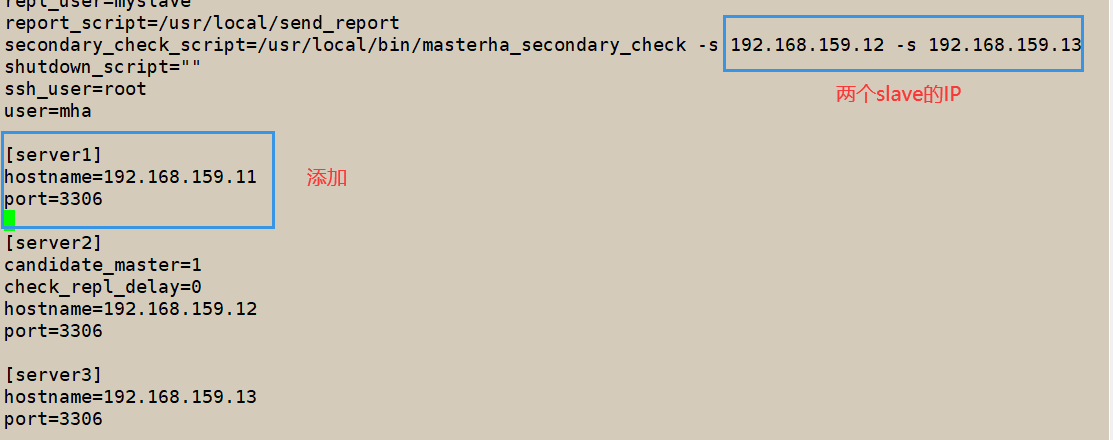 repl_user=myslave
report_script=/usr/local/send_report
secondary_check_script=/usr/local/bin/masterha_secondary_check -s 192.168.159.12 -s 192.168.159.13
shutdown_script=""
两个slave的IP
ssh_user=root
user=mha
[server1]
hostname=192.168.159.11
添加
port=3306
[server2]
candidate_master=1
check_repl_delay=0
hostname=192.168.159.12
port=3306
[server3]
hostname=192.168.159.13
port=3306